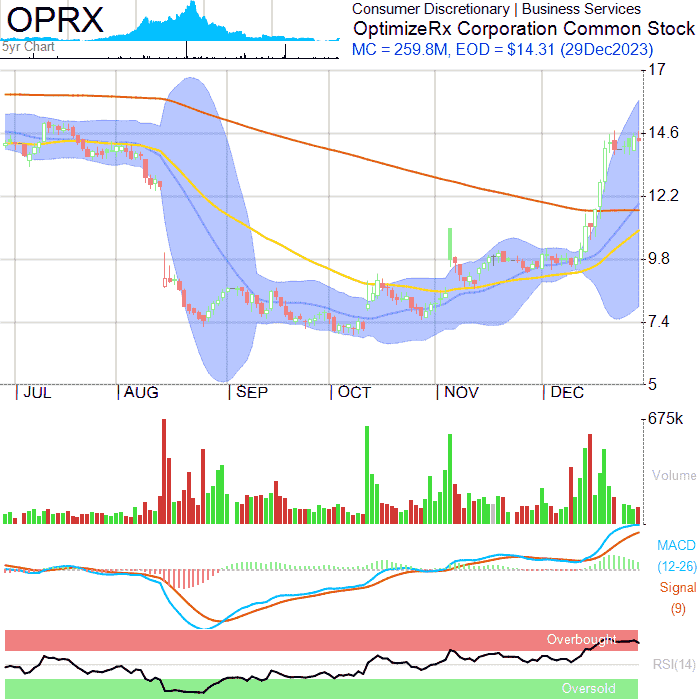 OPRX
5yr Chart
Consumer Discretionary | Business Services
OptimizeRx Corporation Common Stock
MC = 259.8M, EOD = $14.31 (29Dec2023)
17
14.6
12.2
9.8
7.4
5
JUL AUG SEP OCT NOV DEC
675k
Volume
MACD
(12-26)
Signal
(9)
Overbought
RSI(14)
Oversold